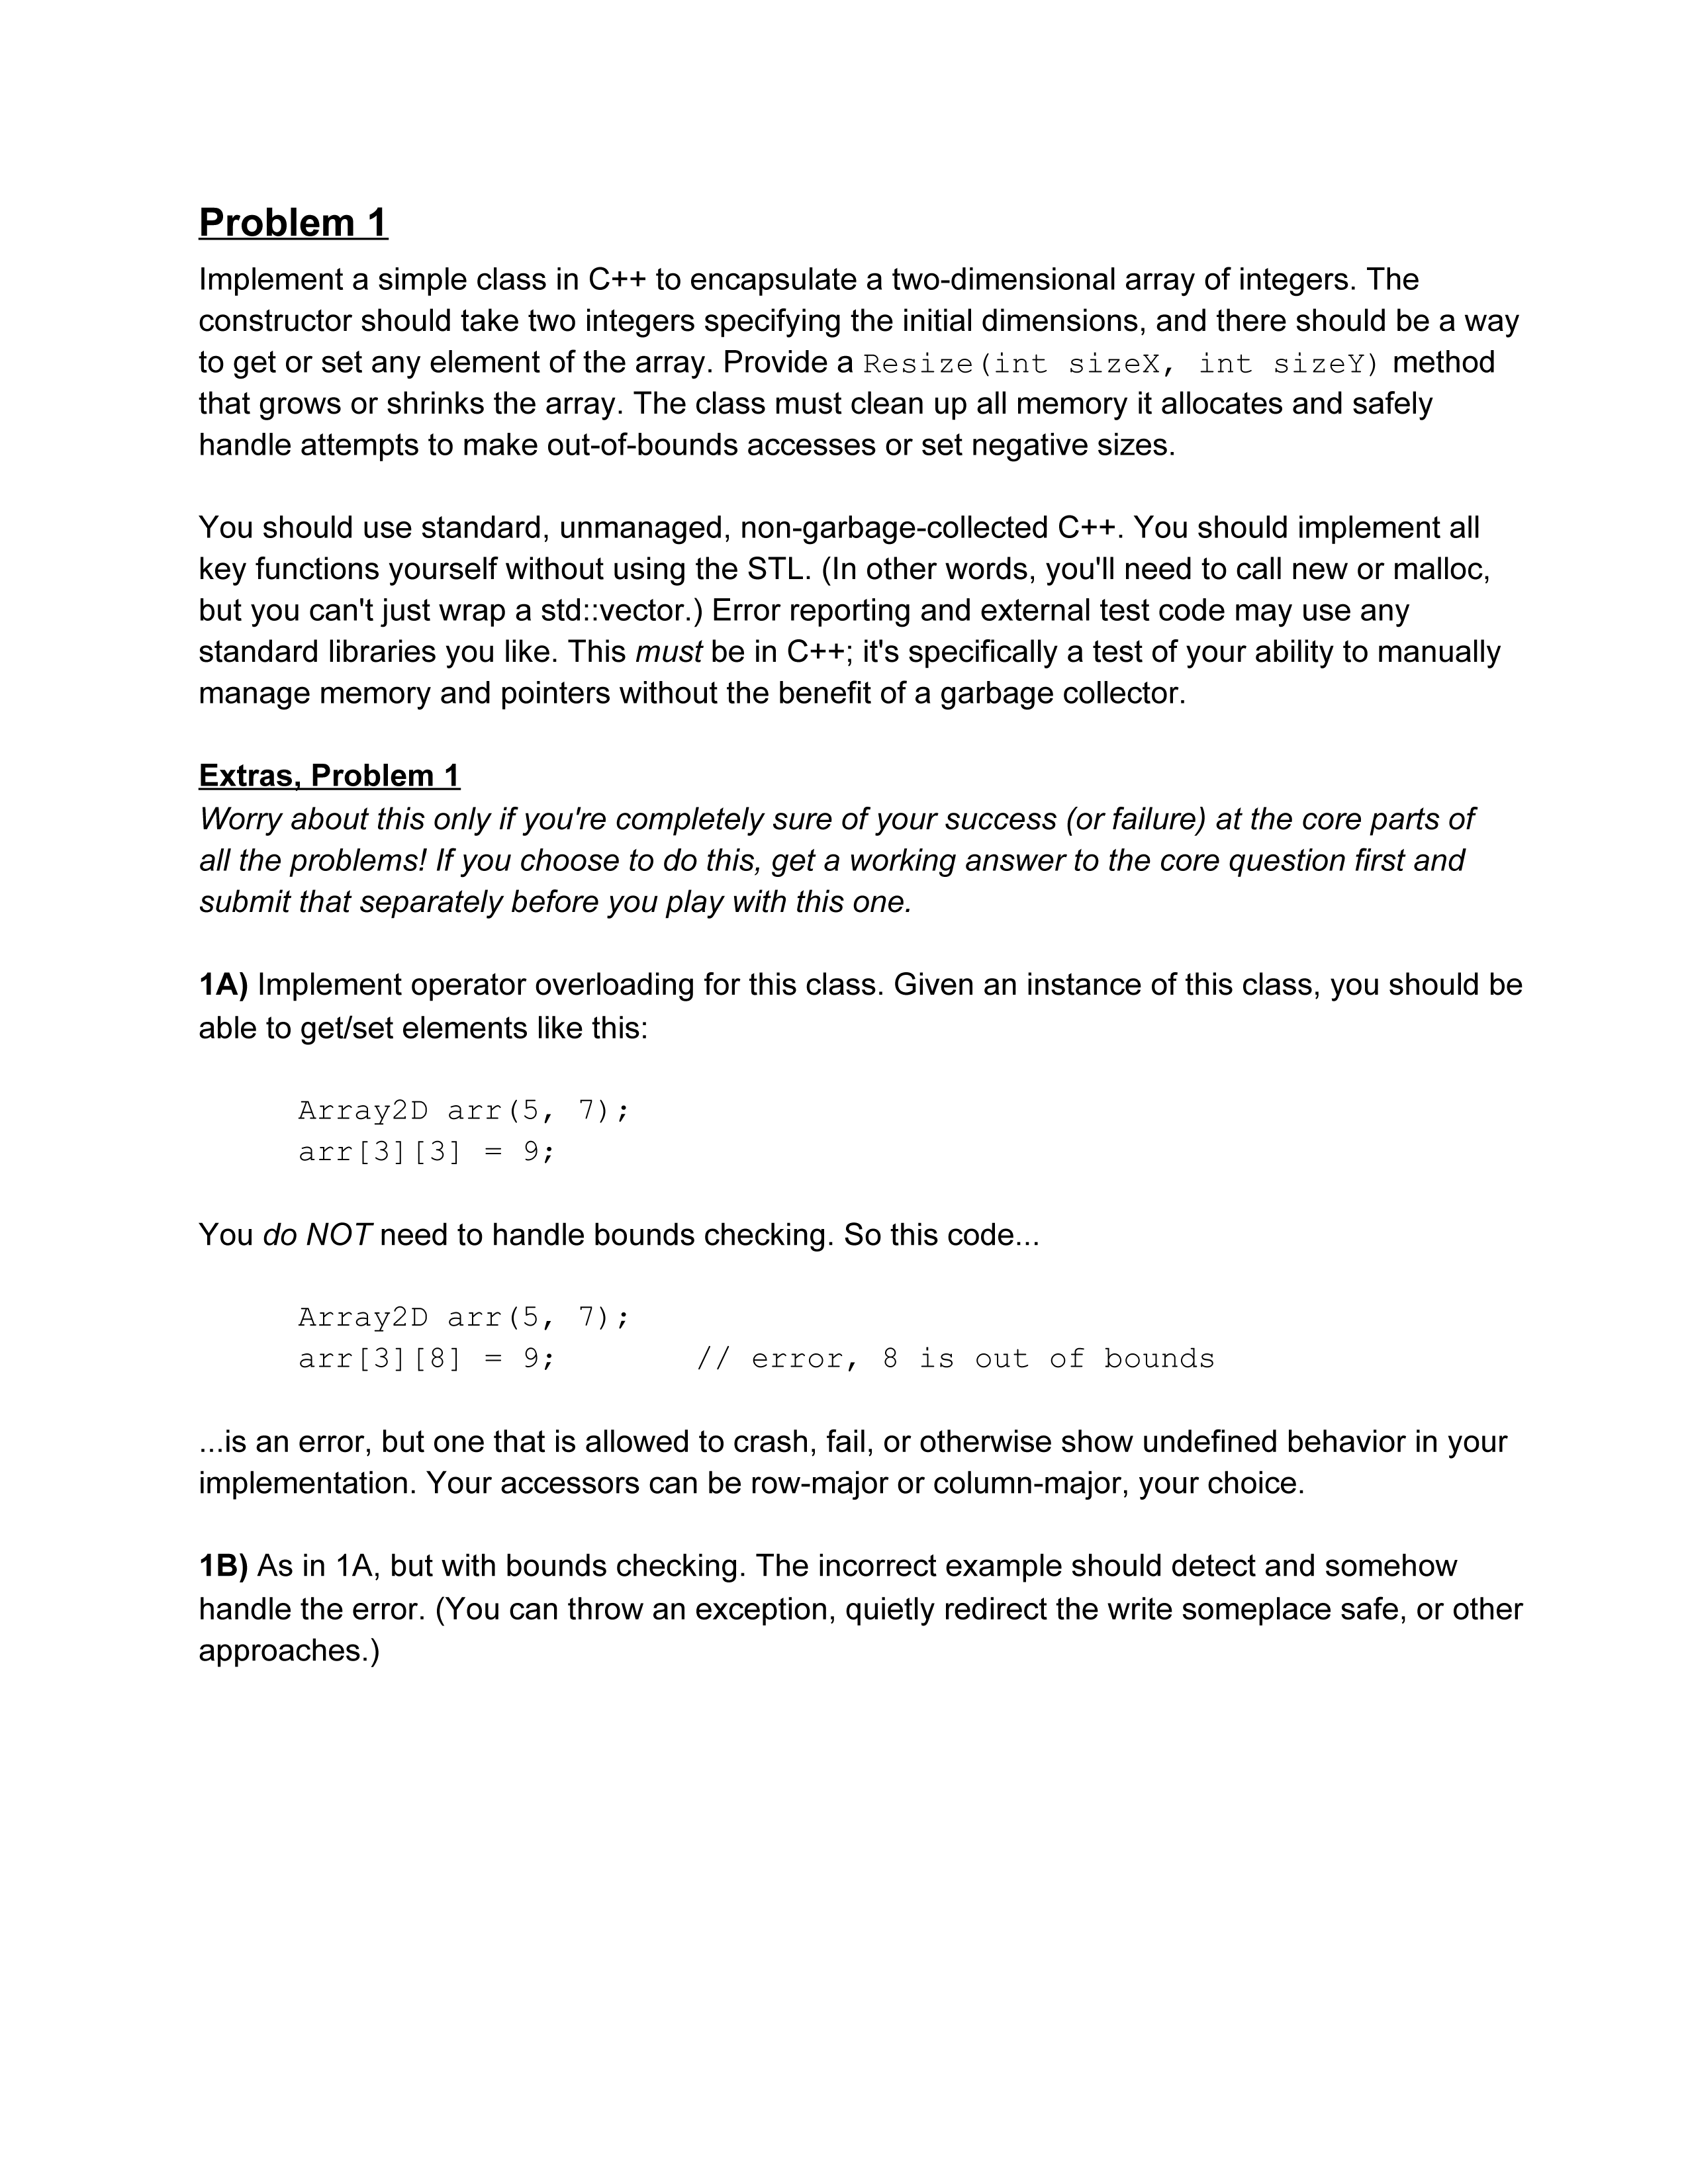 Problem 1
Implement a simple class in C++ to encapsulate a two-dimensional array of integers. The
constructor should take two integers specifying the initial dimensions, and there should be a way
to get or set any element of the array. Provide a Resize(int sizeX, int sizeY) method
that grows or shrinks the array. The class must clean up all memory it allocates and safely
handle attempts to make out-of-bounds accesses or set negative sizes.
You should use standard, unmanaged, non-garbage-collected C++. You should implement all
key functions yourself without using the STL. (In other words, you'll need to call new or malloc,
but you can't just wrap a std::vector.) Error reporting and external test code may use any
standard libraries you like. This must be in C++; it's specifically a test of your ability to manually
manage memory and pointers without the benefit of a garbage collector.
Extras, Problem 1
Worry about this only if you're completely sure of your success (or failure) at the core parts of
all the problems! If you choose to do this, get a working answer to the core question first and
submit that separately before you play with this one.
1A) Implement operator overloading for this class. Given an instance of this class, you should be
able to get/set elements like this:
Array2D arr(5, 7);
arr[3][3] = 9;
You do NOT need to handle bounds checking. So this code...
Array2D arr(5, 7);
arr[3][8] = 9; // error, 8 is out of bounds
...is an error, but one that is allowed to crash, fail, or otherwise show undefined behavior in your
implementation. Your accessors can be row-major or column-major, your choice.
1B) As in 1A, but with bounds checking. The incorrect example should detect and somehow
handle the error. (You can throw an exception, quietly redirect the write someplace safe, or other
approaches.)